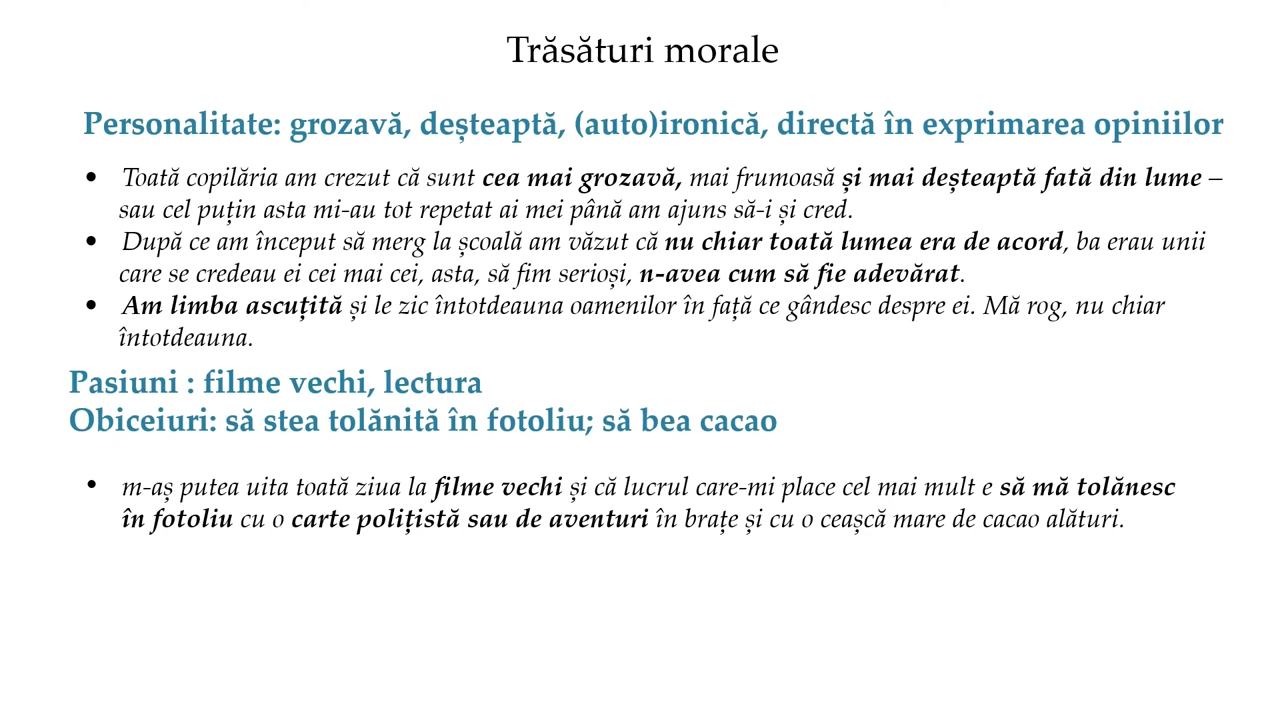 Trăsături morale
Personalitate: grozavă, deșteaptă, (auto)ironică, directă în exprimarea opiniilor
• Toată copilăria am crezut că sunt cea mai grozavă, mai frumoasă și mai deșteaptă fată din lume –
sau cel puțin asta mi-au tot repetat ai mei până am ajuns să-i și cred.
• După ce am început să merg la școală am văzut că nu chiar toată lumea era de acord, ba erau unii
care se credeau ei cei mai cei, asta, să fim serioși, n-avea cum să fie adevărat.
• Am limba ascuțită și le zic întotdeauna oamenilor în față ce gândesc despre ei. Mă rog, nu chiar
întotdeauna.
Pasiuni : filme vechi, lectura
Obiceiuri: să stea tolănită în fotoliu; să bea cacao
• m-aș putea uita toată ziua la filme vechi și că lucrul care-mi place cel mai mult e să mă tolănesc
în fotoliu cu o carte polițistă sau de aventuri în brațe și cu o ceașcă mare de cacao alături.